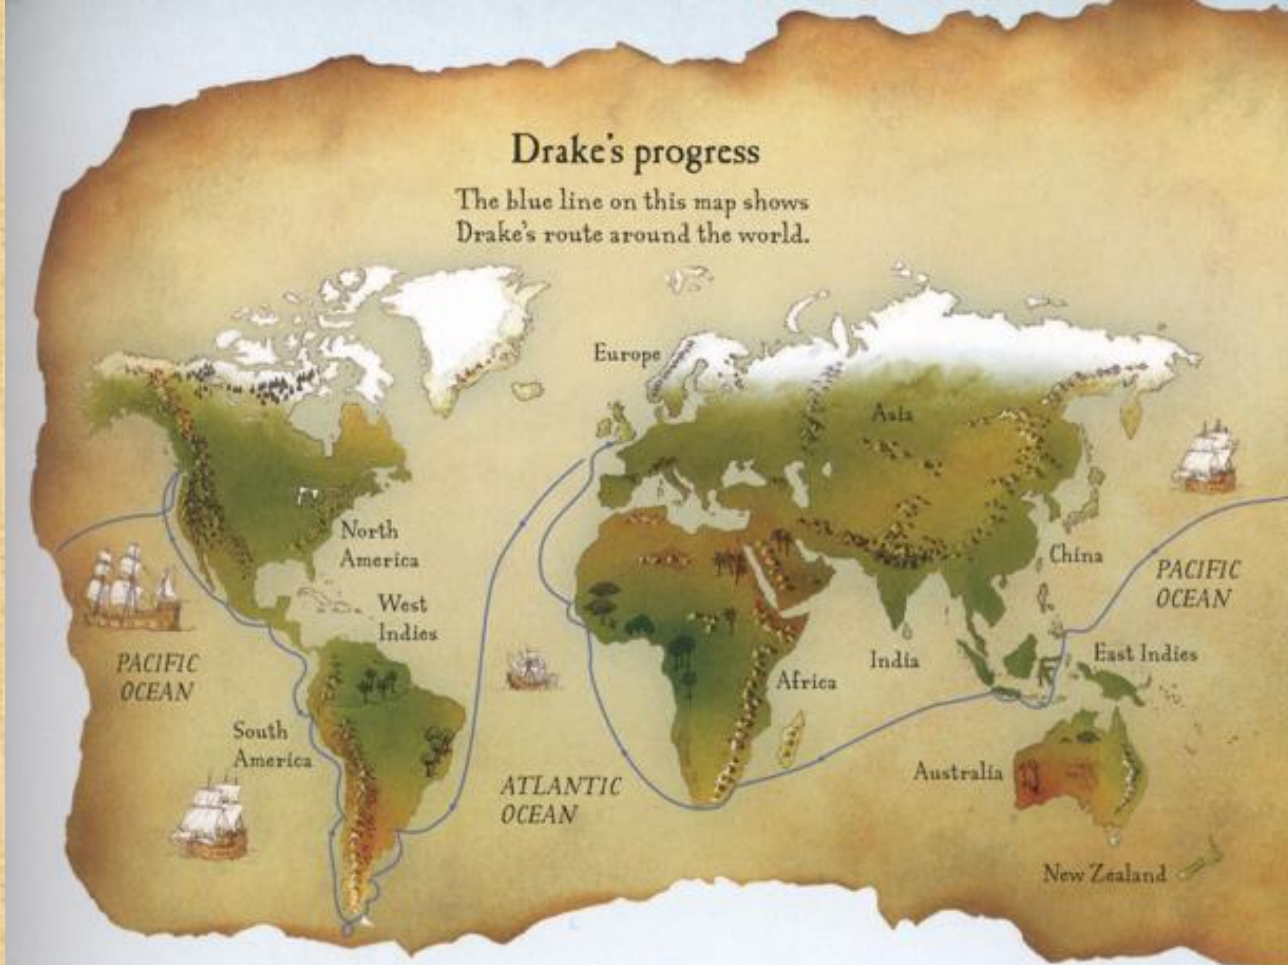 Drake's progress
The blue line on this map shows
Drake's route around the world.
Europe
Asia
North
America
China
PACIFIC
OCEAN
West
Indies
PACIFIC
OCEAN
India
East Indies
Africa
South
America
ATLANTIC
OCEAN
Australia
New Zealand